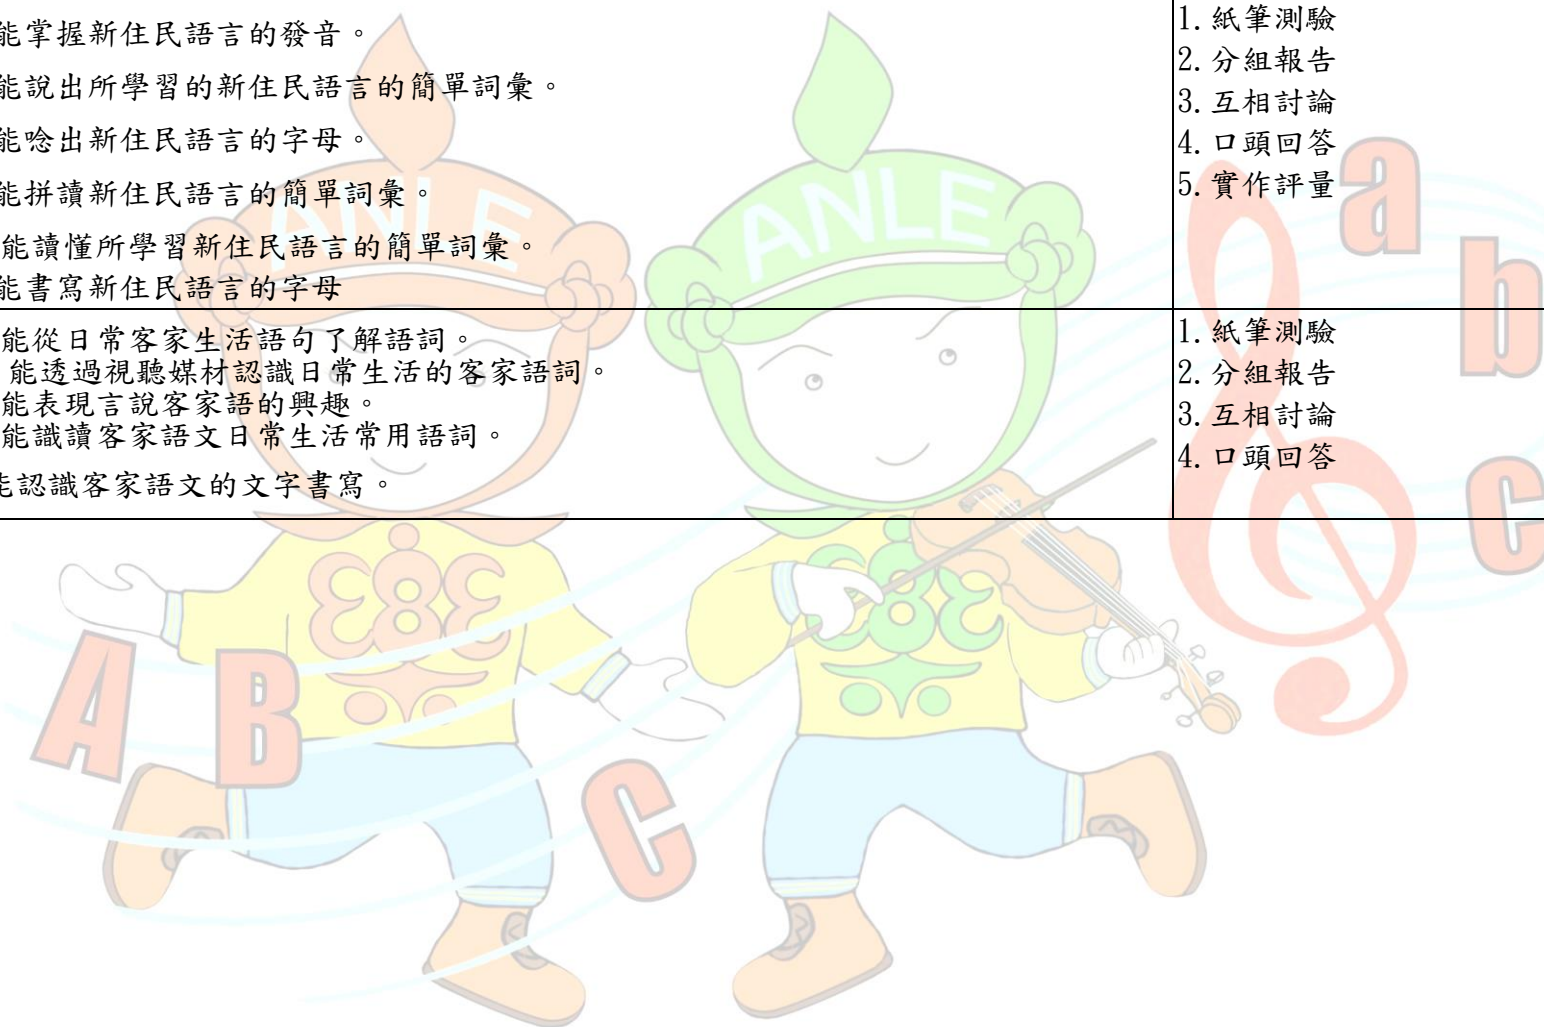 能掌握新住民語言的發音。
能說出所學習的新住民語言的簡單詞彙。
能唸出新住民語言的字母。
能拼讀新住民語言的簡單詞彙。
能讀懂所學習新住民語言的簡單詞彙。
能書寫新住民語言的字母
1.紙筆測驗
2.分組報告
3.互相討論
4.口頭回答
5.實作評量
能從日常客家生活語句了解語詞。
能透過視聽媒材認識日常生活的客家語詞。
能表現言說客家語的興趣。
能識讀客家語文日常生活常用語詞。
能認識客家語文的文字書寫。
1.紙筆測驗
2.分組報告
3.互相討論
4.口頭回答
ANLE
ANLE
a
b
c
A
B
C